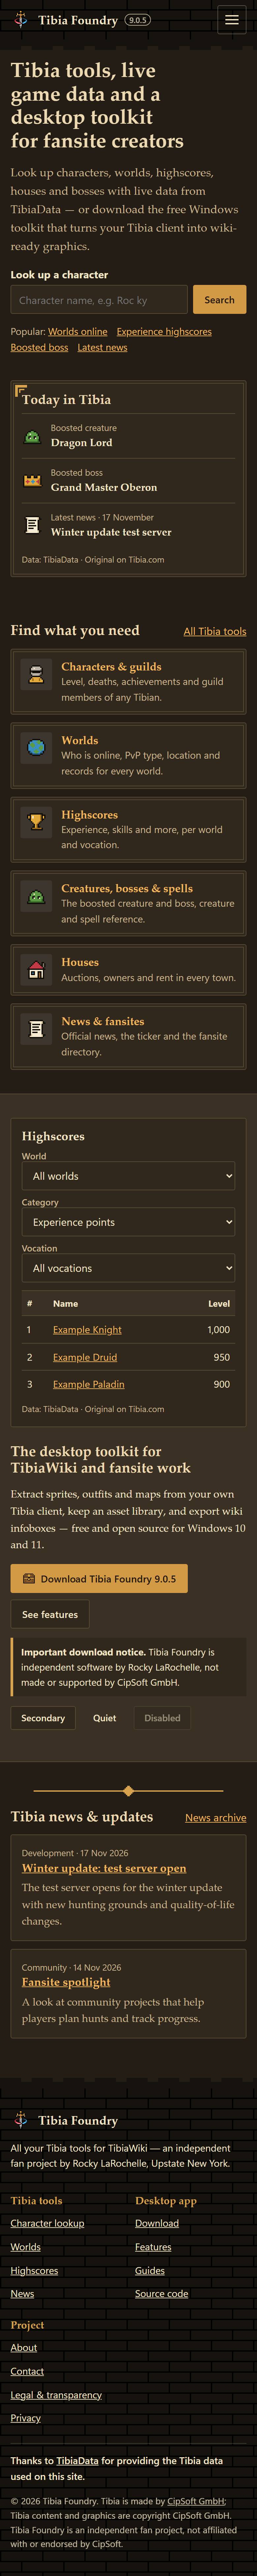 Tibia Foundry 9.0.5
Tibia tools, live
game data and a
desktop toolkit
for fansite creators
Look up characters, worlds, highscores,
houses and bosses with live data from
TibiaData — or download the free Windows
toolkit that turns your Tibia client into wiki-
ready graphics.
Look up a character
Character name, e.g. Roc ky
Search
Popular: Worlds online Experience highscores
Boosted boss Latest news
Today in Tibia
Boosted creature
Dragon Lord
Boosted boss
Grand Master Oberon
Latest news · 17 November
Winter update test server
Data: TibiaData · Original on Tibia.com
Find what you need
All Tibia tools
Characters & guilds
Level, deaths, achievements and guild
members of any Tibian.
Worlds
Who is online, PvP type, location and
records for every world.
Highscores
Experience, skills and more, per world
and vocation.
Creatures, bosses & spells
The boosted creature and boss, creature
and spell reference.
Houses
Auctions, owners and rent in every town.
News & fansites
Official news, the ticker and the fansite
directory.
Highscores
World
All worlds
Category
Experience points
Vocation
All vocations
# Name Level
1 Example Knight 1,000
2 Example Druid 950
3 Example Paladin 900
Data: TibiaData · Original on Tibia.com
The desktop toolkit for
TibiaWiki and fansite work
Extract sprites, outfits and maps from your own
Tibia client, keep an asset library, and export wiki
infoboxes — free and open source for Windows 10
and 11.
Download Tibia Foundry 9.0.5
See features
Important download notice. Tibia Foundry is
independent software by Rocky LaRochelle, not
made or supported by CipSoft GmbH.
Secondary Quiet Disabled
Tibia news & updates
News archive
Development · 17 Nov 2026
Winter update: test server open
The test server opens for the winter update
with new hunting grounds and quality-of-life
changes.
Community · 14 Nov 2026
Fansite spotlight
A look at community projects that help
players plan hunts and track progress.
Tibia Foundry
All your Tibia tools for TibiaWiki — an independent
fan project by Rocky LaRochelle, Upstate New York.
Tibia tools
Character lookup
Worlds
Highscores
News
Desktop app
Download
Features
Guides
Source code
Project
About
Contact
Legal & transparency
Privacy
Thanks to TibiaData for providing the Tibia data
used on this site.
© 2026 Tibia Foundry. Tibia is made by CipSoft GmbH;
Tibia content and graphics are copyright CipSoft GmbH.
Tibia Foundry is an independent fan project, not affiliated
with or endorsed by CipSoft.